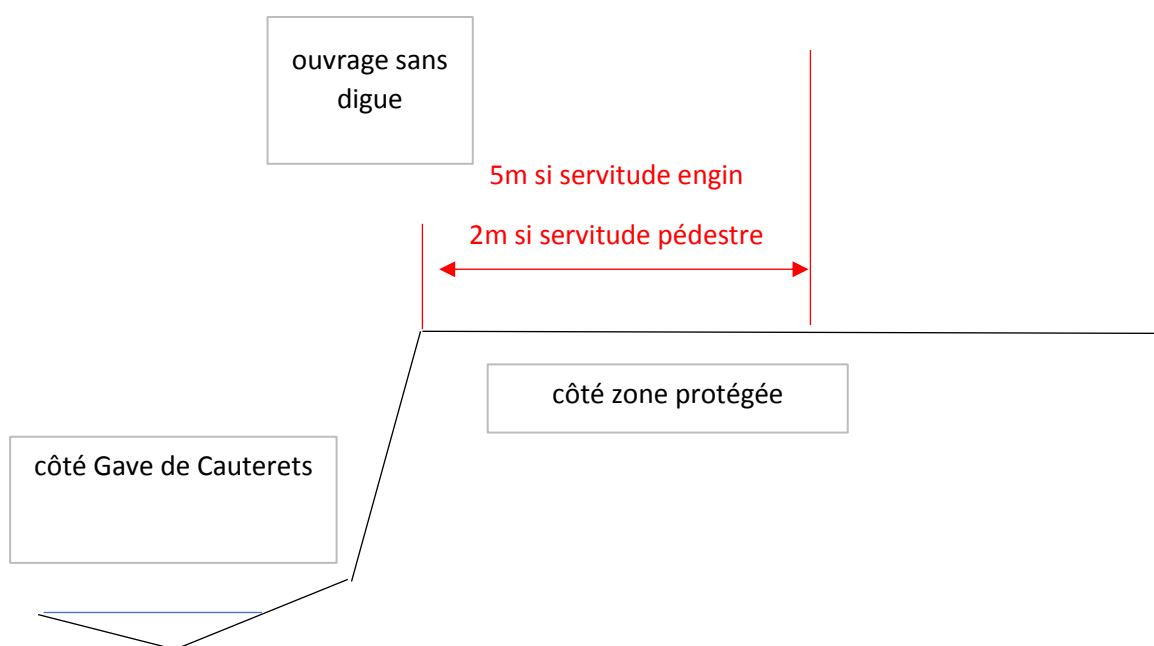 ouvrage sans
digue
5m si servitude engin
2m si servitude pédestre
côté zone protégée
côté Gave de Cauterets